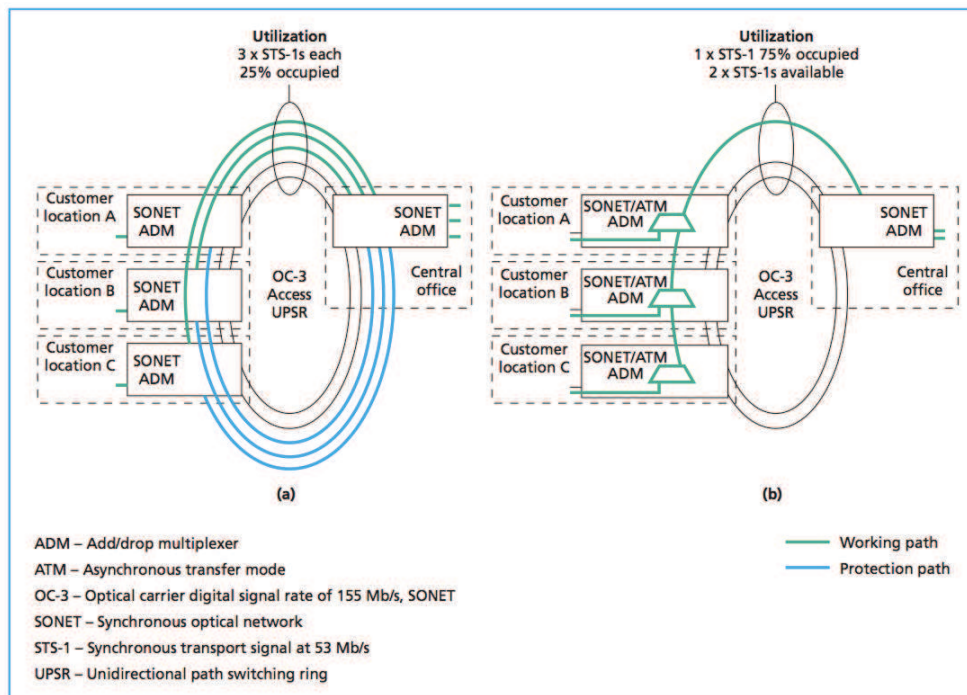 Utilization
3 x STS-1s each
25% occupied
Customer
location A
SONET
ADM
SONET
ADM
Customer
location B
SONET
ADM
OC-3
Access
UPSR
Central
office
Customer
location C
SONET
ADM
(a)
Utilization
1 x STS-1 75% occupied
2 x STS-1s available
Customer
location A
SONET/ATM
ADM
SONET
ADM
Customer
location B
SONET/ATM
ADM
OC-3
Access
UPSR
Central
office
Customer
location C
SONET/ATM
ADM
(b)
ADM – Add/drop multiplexer
ATM – Asynchronous transfer mode
OC-3 – Optical carrier digital signal rate of 155 Mb/s, SONET
SONET – Synchronous optical network
STS-1 – Synchronous transport signal at 53 Mb/s
UPSR – Unidirectional path switching ring
Working path
Protection path